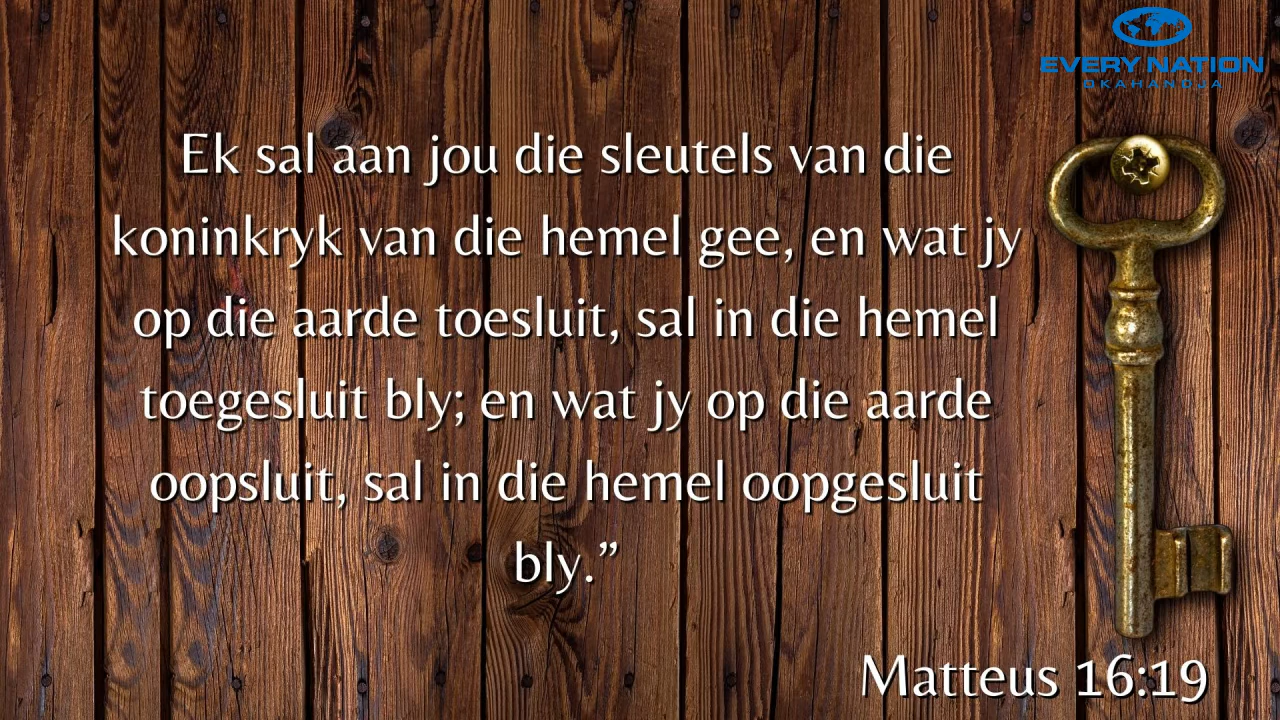 EVERY NATION
OKAHANDJA
Ek sal aan jou die sleutels van die
koninkryk van die hemel gee, en wat jy
op die aarde toesluit, sal in die hemel
toegesluit bly; en wat jy op die aarde
oopsluit, sal in die hemel oopgesluit
bly.”
Matteus 16:19